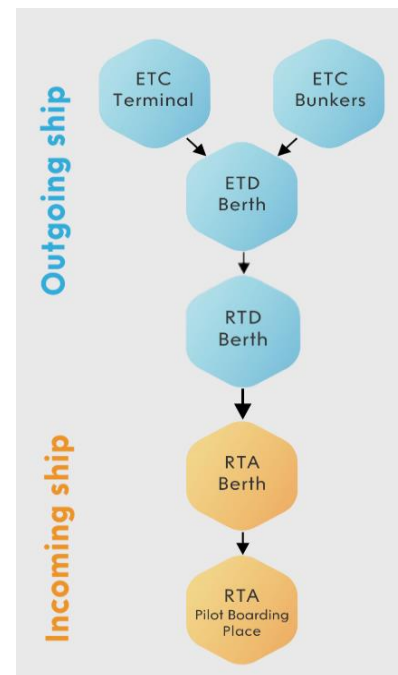 Outgoing ship
ETC
Terminal
ETC
Bunkers
ETD
Berth
RTD
Berth
Incoming ship
RTA
Berth
RTA
Pilot Boarding
Place